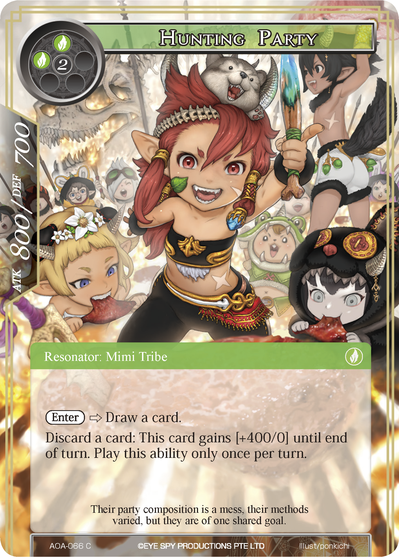 Hunting Party
2
ATK 800 / DEF 700
Resonator: Mimi Tribe
Enter ⇨ Draw a card.
Discard a card: This card gains [+400/0] until end
of turn. Play this ability only once per turn.
Their party composition is a mess, their methods
varied, but they are of one shared goal.
AOA-066 C ©EYE SPY PRODUCTIONS PTE LTD Illust/ponkichi